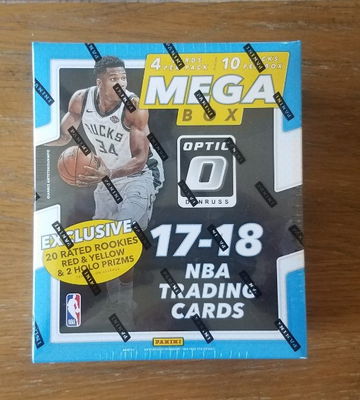 4 CARDS PER PACK 10 PACKS PER BOX
MEGA
BOX
OPTIC
DONRUSS
BUCKS
34
17-18
NBA
TRADING
CARDS
EXCLUSIVE
20 RATED ROOKIES
RED & YELLOW
& 2 HOLO PRIZMS
NBA
PANINI